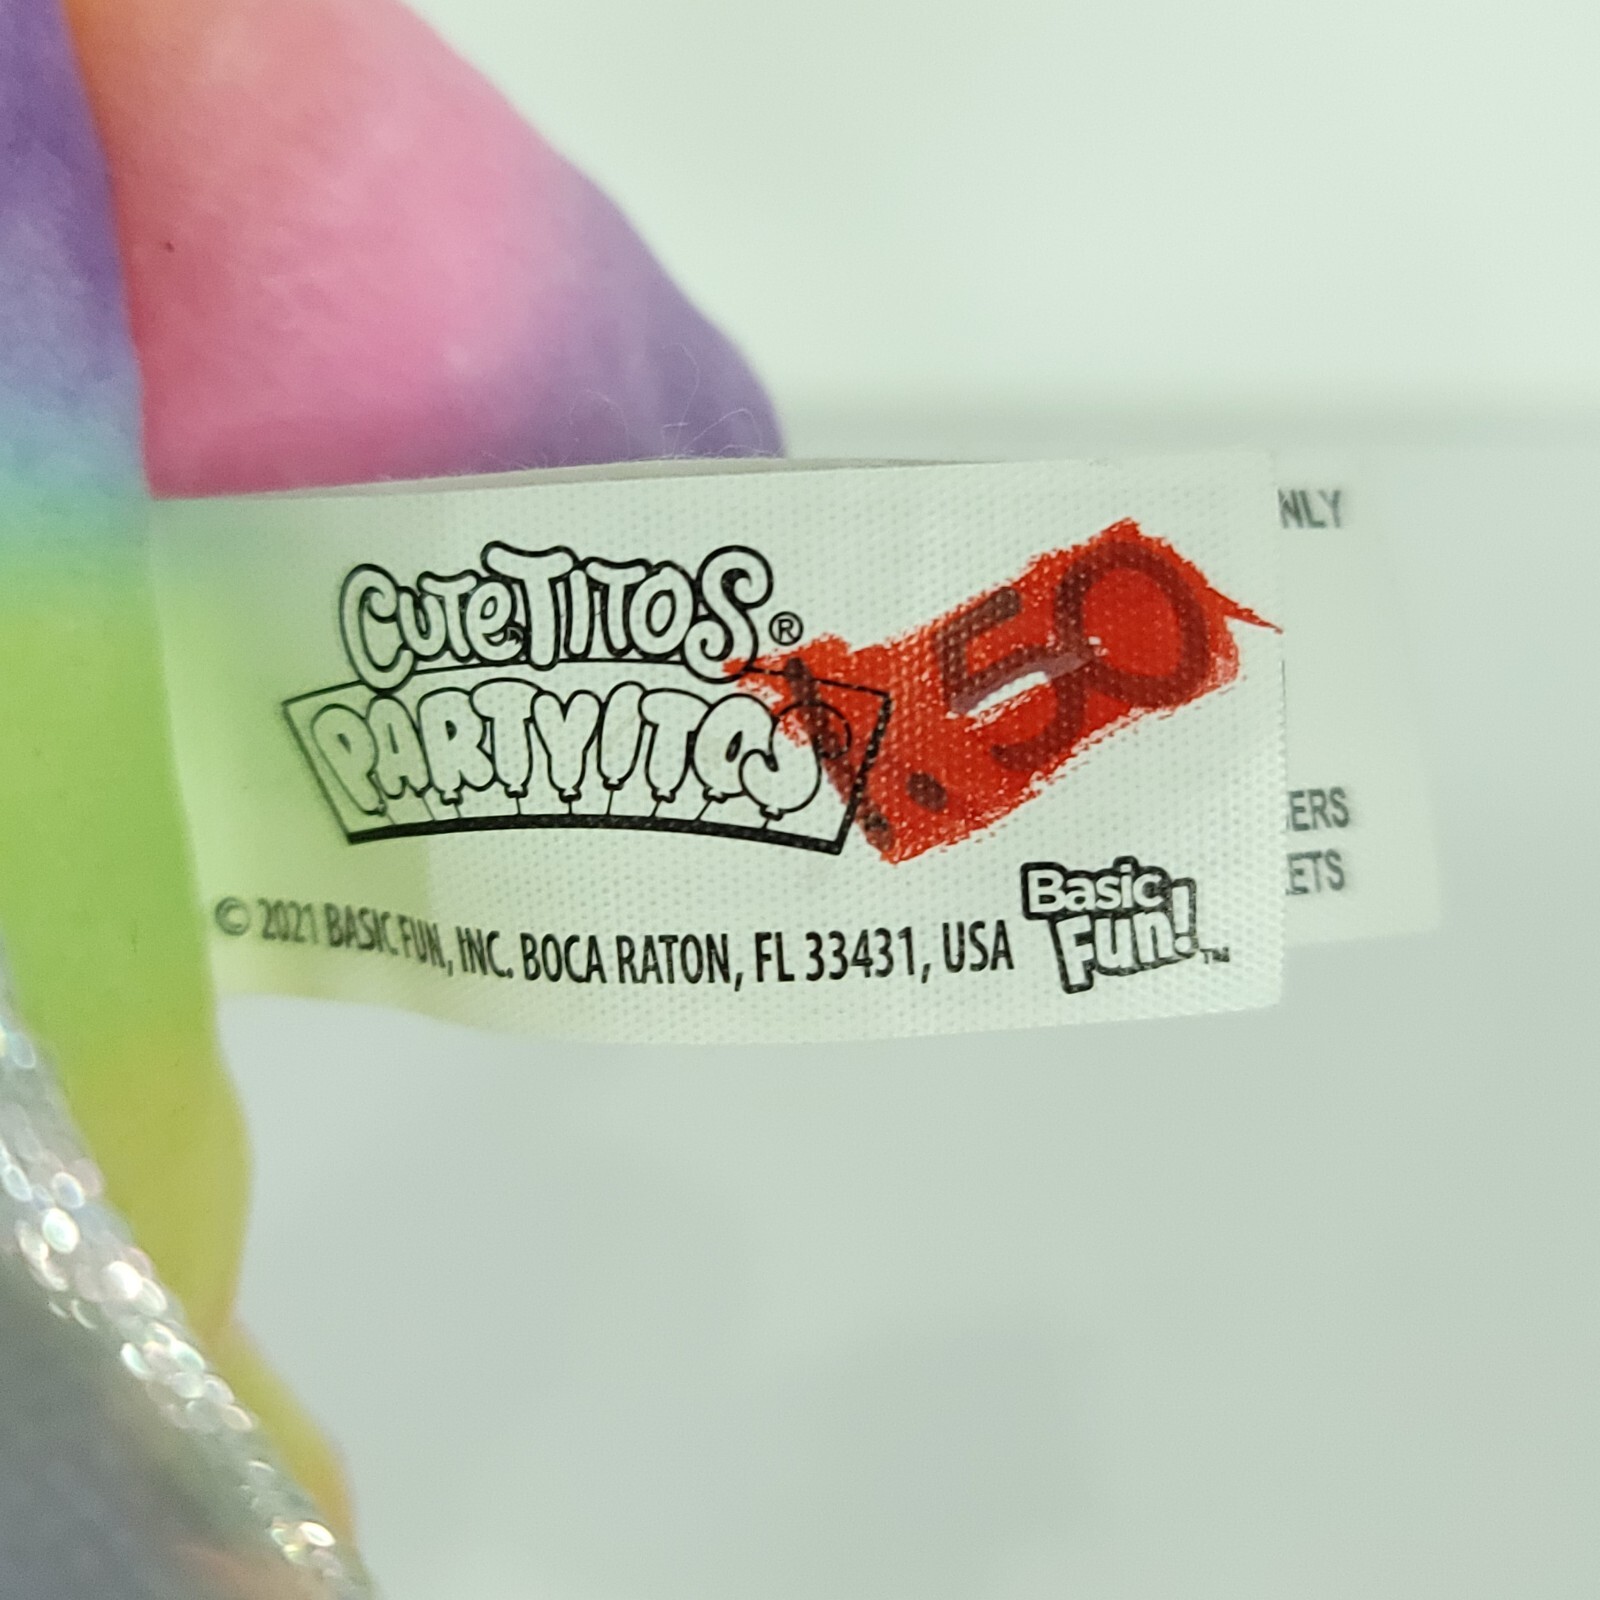 CUTETITOS®
PARTYITOS
.50
© 2021 BASIC FUN, INC. BOCA RATON, FL 33431, USA
Basic
Fun!™
NLY
ERS
ETS